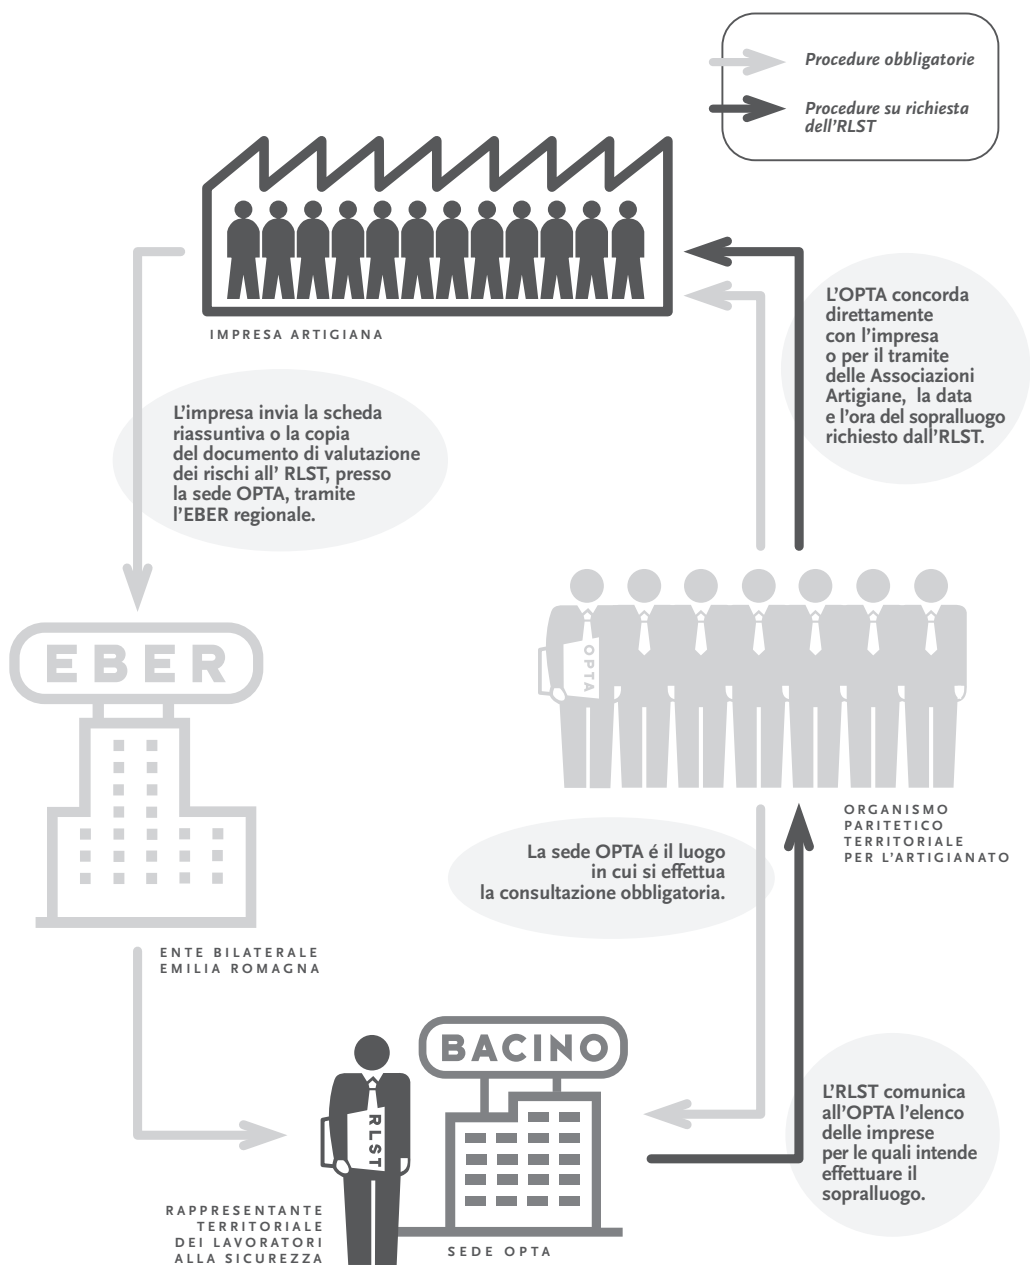 Procedure obbligatorie
Procedure su richiesta
dell'RLST
IMPRESA ARTIGIANA
L'OPTA concorda
direttamente
con l'impresa
o per il tramite
delle Associazioni
Artigiane, la data
e l'ora del sopralluogo
richiesto dall'RLST.
L'impresa invia la scheda
riassuntiva o la copia
del documento di valutazione
dei rischi all' RLST, presso
la sede OPTA, tramite
l'EBER regionale.
EBER
OPTA
ORGANISMO
PARITETICO
TERRITORIALE
PER L'ARTIGIANATO
La sede OPTA é il luogo
in cui si effettua
la consultazione obbligatoria.
ENTE BILATERALE
EMILIA ROMAGNA
BACINO
RLST
L'RLST comunica
all'OPTA l'elenco
delle imprese
per le quali intende
effettuare il
sopralluogo.
RAPPRESENTANTE
TERRITORIALE
DEI LAVORATORI
ALLA SICUREZZA
SEDE OPTA